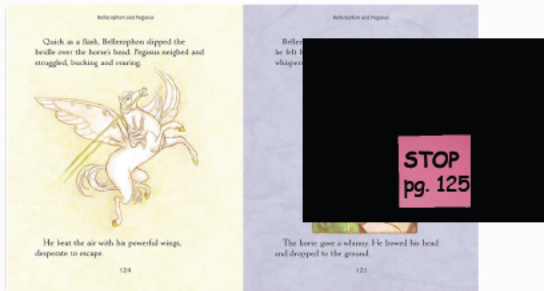 Bellerophon and Pegasus
Quick as a flash, Bellerophon slipped the
bridle over the horse's head. Pegasus neighed and
struggled, bucking and rearing.
He beat the air with his powerful wings,
desperate to escape.
124
Bellerophon and Pegasus
he felt
STOP
pg. 125
The horse gave a whinny. He bowed his head
and dropped to the ground.
125